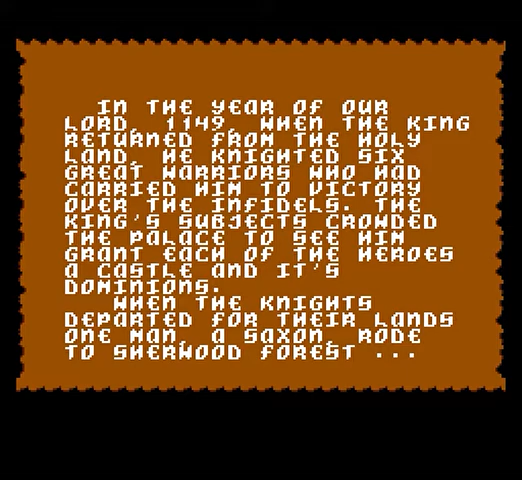 IN THE YEAR OF OUR
LORD, 1149, WHEN THE KING
RETURNED FROM THE HOLY
LAND, HE KNIGHTED SIX
GREAT WARRIORS WHO HAD
CARRIED HIM TO VICTORY
OVER THE INFIDELS. THE
KING'S SUBJECTS CROWDED
THE PALACE TO SEE HIM
GRANT EACH OF THE HEROES
A CASTLE AND IT'S
DOMINIONS.
WHEN THE KNIGHTS
DEPARTED FOR THEIR LANDS
ONE MAN, A SAXON, RODE
TO SHERWOOD FOREST ...